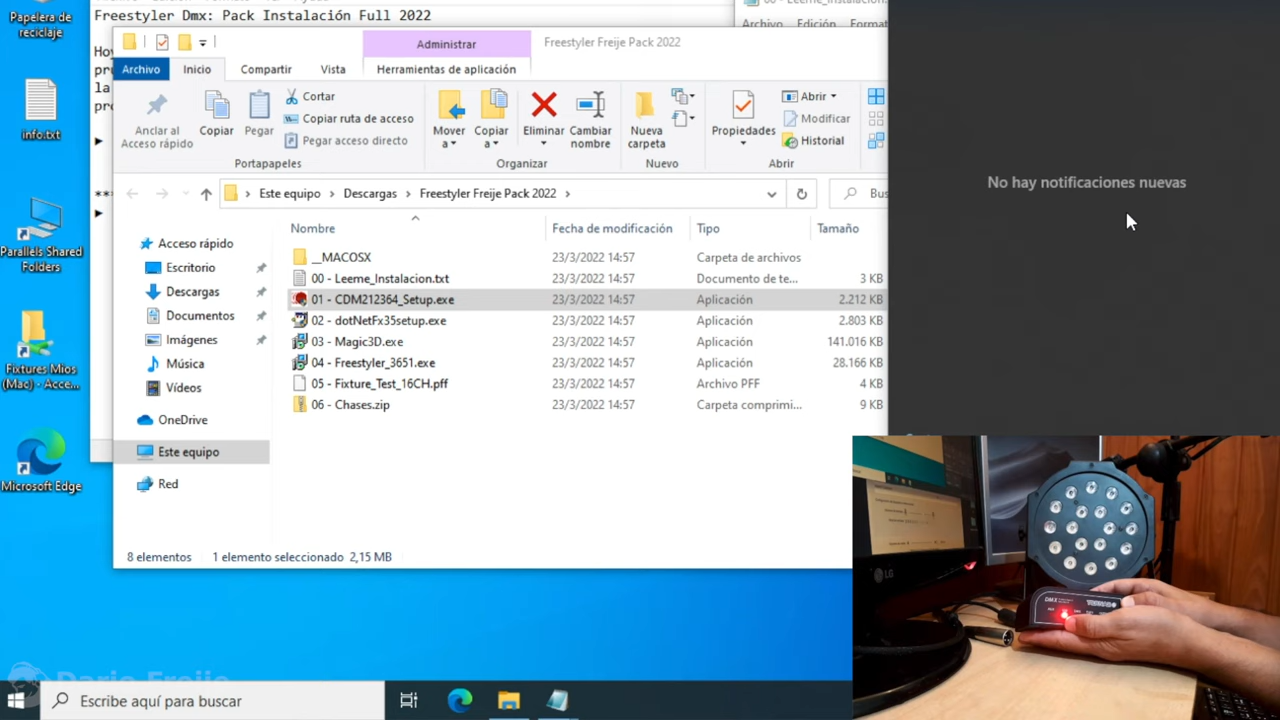 Papelera de
reciclaje
info.txt
Parallels Shared
Folders
Fixtures Mios
(Mac) - Acce...
Microsoft Edge
Freestyler Dmx: Pack Instalación Full 2022
Administrar
Freestyler Freije Pack 2022
Archivo
Inicio
Compartir
Vista
Herramientas de aplicación
Anclar al
Acceso rápido
Copiar
Pegar
Cortar
Copiar ruta de acceso
Pegar acceso directo
Portapapeles
Mover
a
Copiar
a
Eliminar
Cambiar
nombre
Organizar
Nueva
carpeta
Nuevo
Propiedades
Abrir
Modificar
Historial
Abrir
Este equipo > Descargas > Freestyler Freije Pack 2022 >
Bus
Nombre Fecha de modificación Tipo Tamaño
__MACOSX 23/3/2022 14:57 Carpeta de archivos
00 - Leeme_Instalacion.txt 23/3/2022 14:57 Documento de te... 3 KB
01 - CDM212364_Setup.exe 23/3/2022 14:57 Aplicación 2.212 KB
02 - dotNetFx35setup.exe 23/3/2022 14:57 Aplicación 2.803 KB
03 - Magic3D.exe 23/3/2022 14:57 Aplicación 141.016 KB
04 - Freestyler_3651.exe 23/3/2022 14:57 Aplicación 28.166 KB
05 - Fixture_Test_16CH.pff 23/3/2022 14:57 Archivo PFF 4 KB
06 - Chases.zip 23/3/2022 14:57 Carpeta comprimi... 9 KB
Acceso rápido
Escritorio
Descargas
Documentos
Imágenes
Música
Vídeos
OneDrive
Este equipo
Red
8 elementos 1 elemento seleccionado 2,15 MB
No hay notificaciones nuevas
LG
DMX
Escribe aquí para buscar